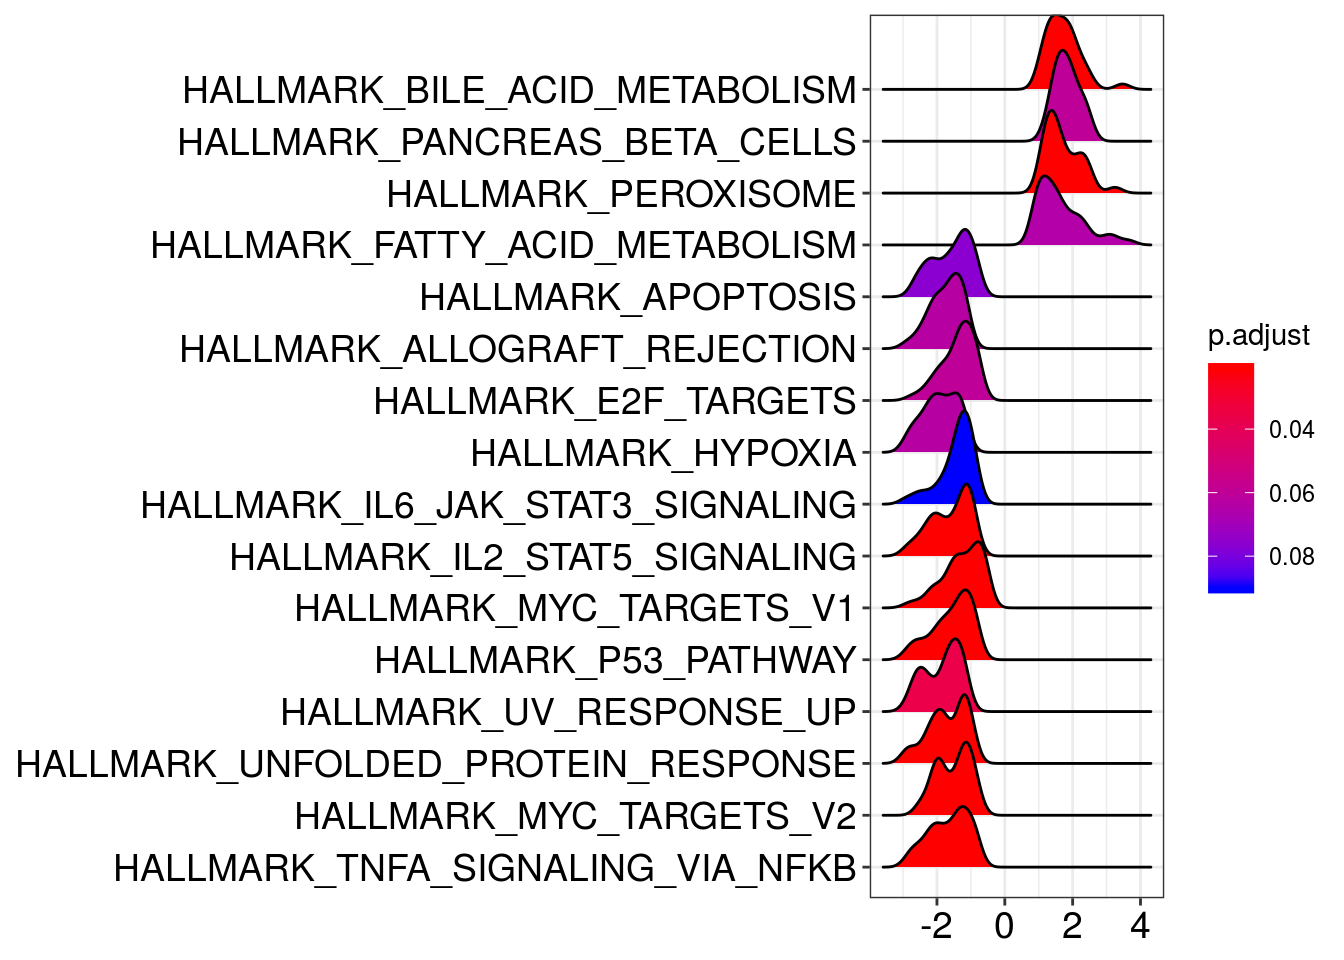 HALLMARK_BILE_ACID_METABOLISM
HALLMARK_PANCREAS_BETA_CELLS
HALLMARK_PEROXISOME
HALLMARK_FATTY_ACID_METABOLISM
HALLMARK_APOPTOSIS
HALLMARK_ALLOGRAFT_REJECTION
HALLMARK_E2F_TARGETS
HALLMARK_HYPOXIA
HALLMARK_IL6_JAK_STAT3_SIGNALING
HALLMARK_IL2_STAT5_SIGNALING
HALLMARK_MYC_TARGETS_V1
HALLMARK_P53_PATHWAY
HALLMARK_UV_RESPONSE_UP
HALLMARK_UNFOLDED_PROTEIN_RESPONSE
HALLMARK_MYC_TARGETS_V2
HALLMARK_TNFA_SIGNALING_VIA_NFKB
-2 0 2 4
p.adjust
0.04
0.06
0.08